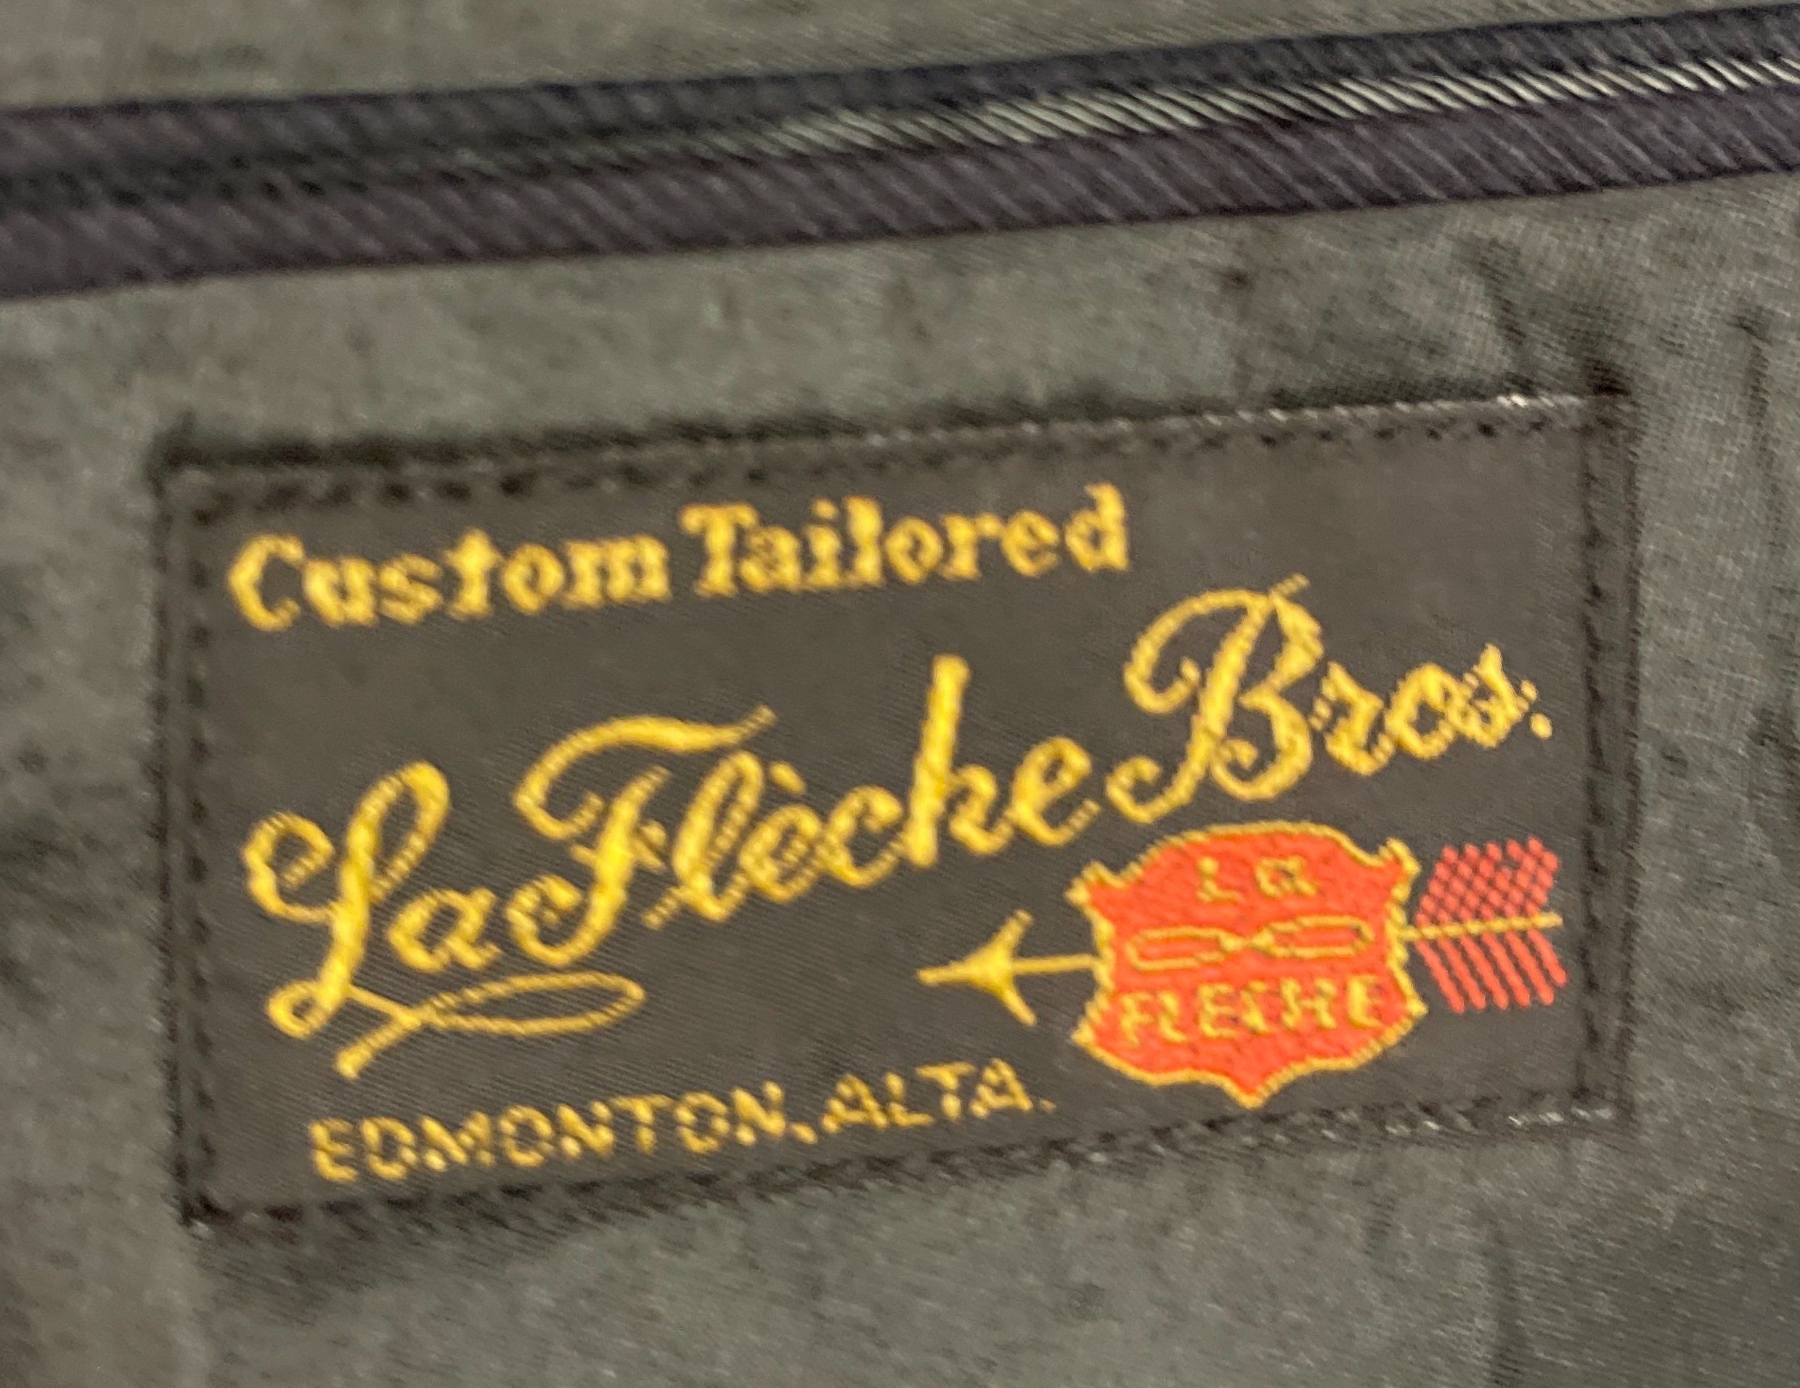 Custom Tailored
LaFlèche Bros.
La
FLECHE
EDMONTON, ALTA.